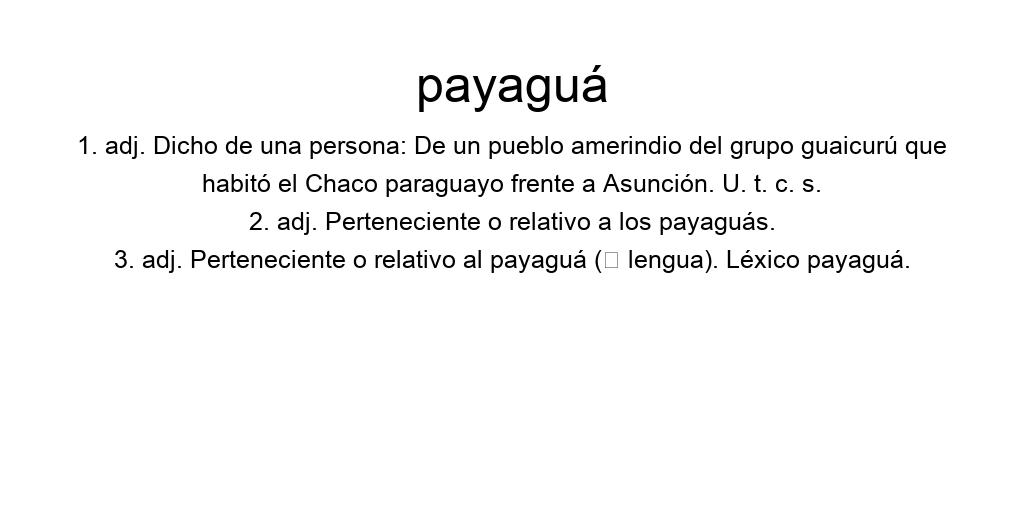 payaguá
1. adj. Dicho de una persona: De un pueblo amerindio del grupo guaicurú que
habitó el Chaco paraguayo frente a Asunción. U. t. c. s.
2. adj. Perteneciente o relativo a los payaguás.
3. adj. Perteneciente o relativo al payaguá (□ lengua). Léxico payaguá.